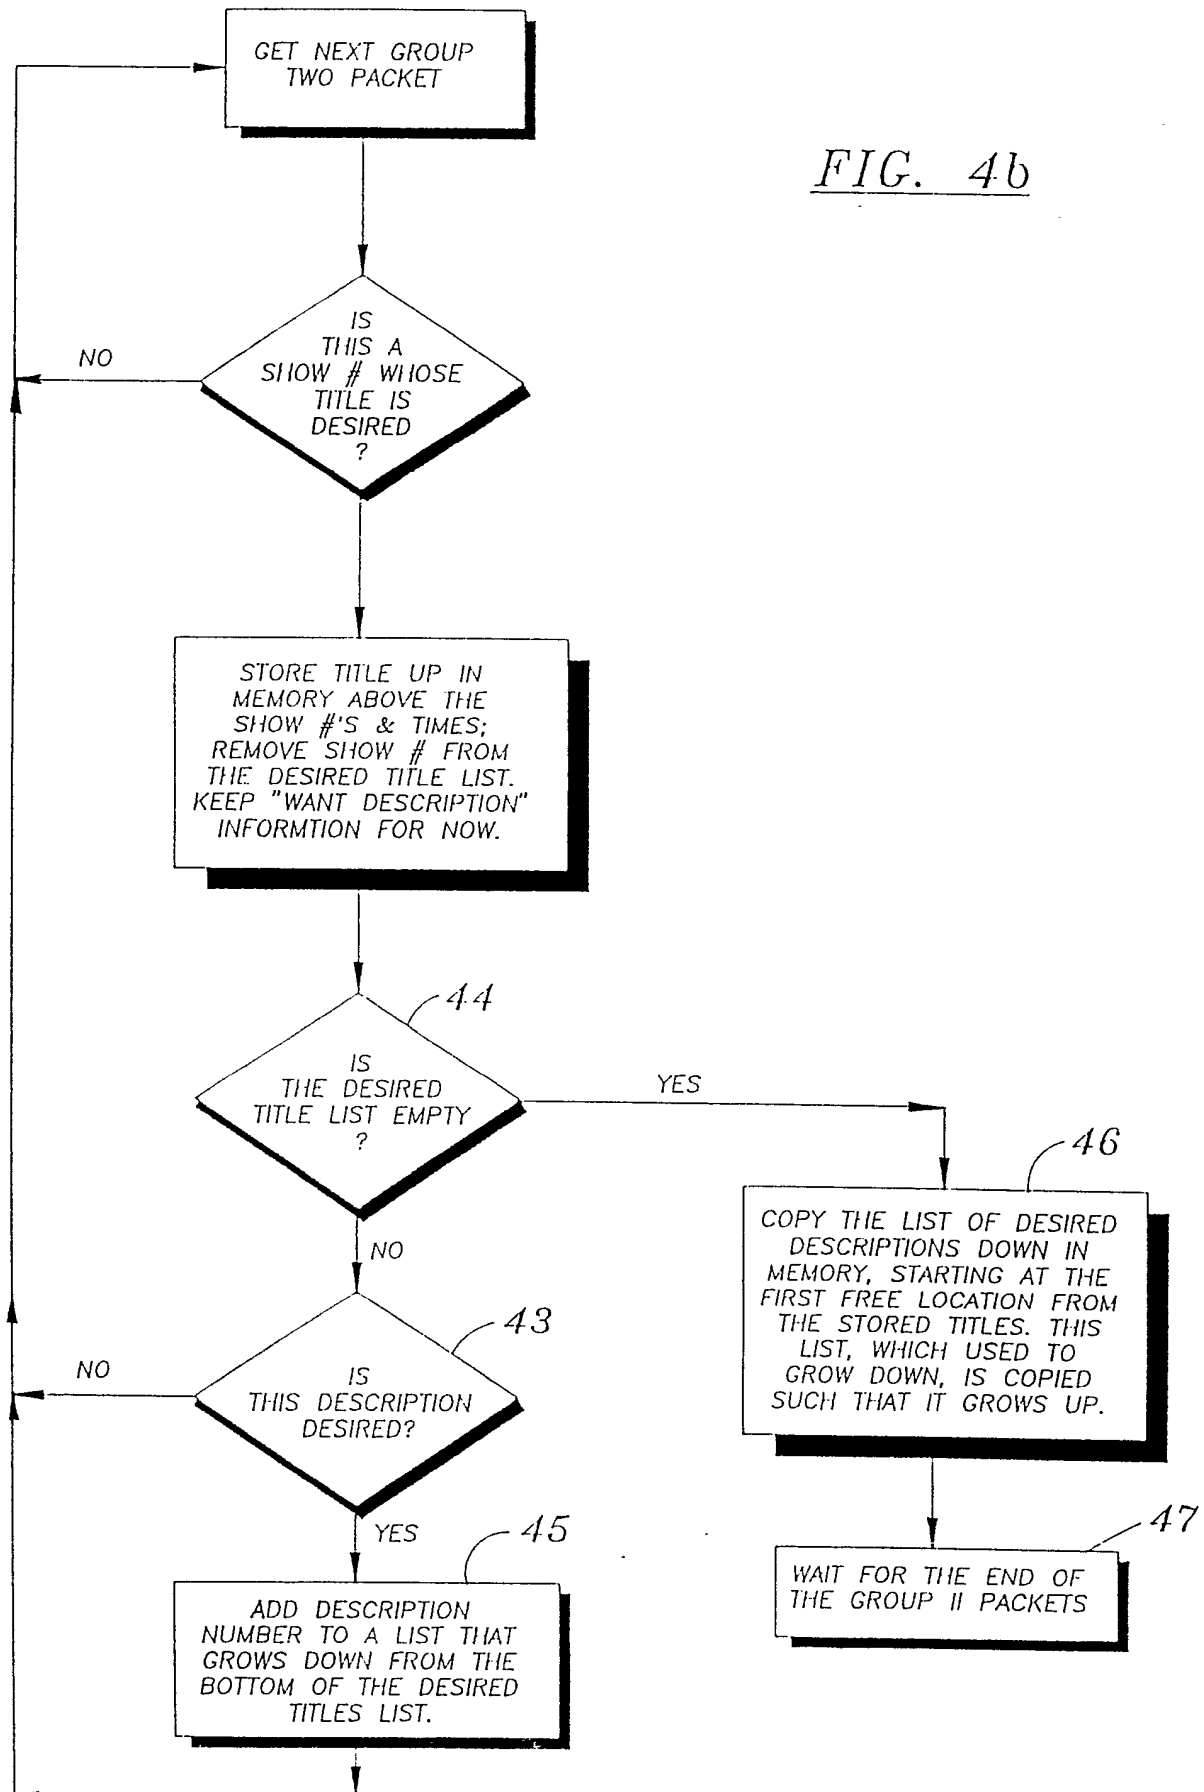 GET NEXT GROUP
TWO PACKET
FIG. 4b
IS
THIS A
SHOW # WHOSE
TITLE IS
DESIRED
?
NO
STORE TITLE UP IN
MEMORY ABOVE THE
SHOW #'S & TIMES;
REMOVE SHOW # FROM
THE DESIRED TITLE LIST.
KEEP "WANT DESCRIPTION"
INFORMTION FOR NOW.
44
IS
THE DESIRED
TITLE LIST EMPTY
?
YES
46
COPY THE LIST OF DESIRED
DESCRIPTIONS DOWN IN
MEMORY, STARTING AT THE
FIRST FREE LOCATION FROM
THE STORED TITLES. THIS
LIST, WHICH USED TO
GROW DOWN, IS COPIED
SUCH THAT IT GROWS UP.
NO
43
IS
THIS DESCRIPTION
DESIRED?
NO
YES
45
ADD DESCRIPTION
NUMBER TO A LIST THAT
GROWS DOWN FROM THE
BOTTOM OF THE DESIRED
TITLES LIST.
47
WAIT FOR THE END OF
THE GROUP II PACKETS